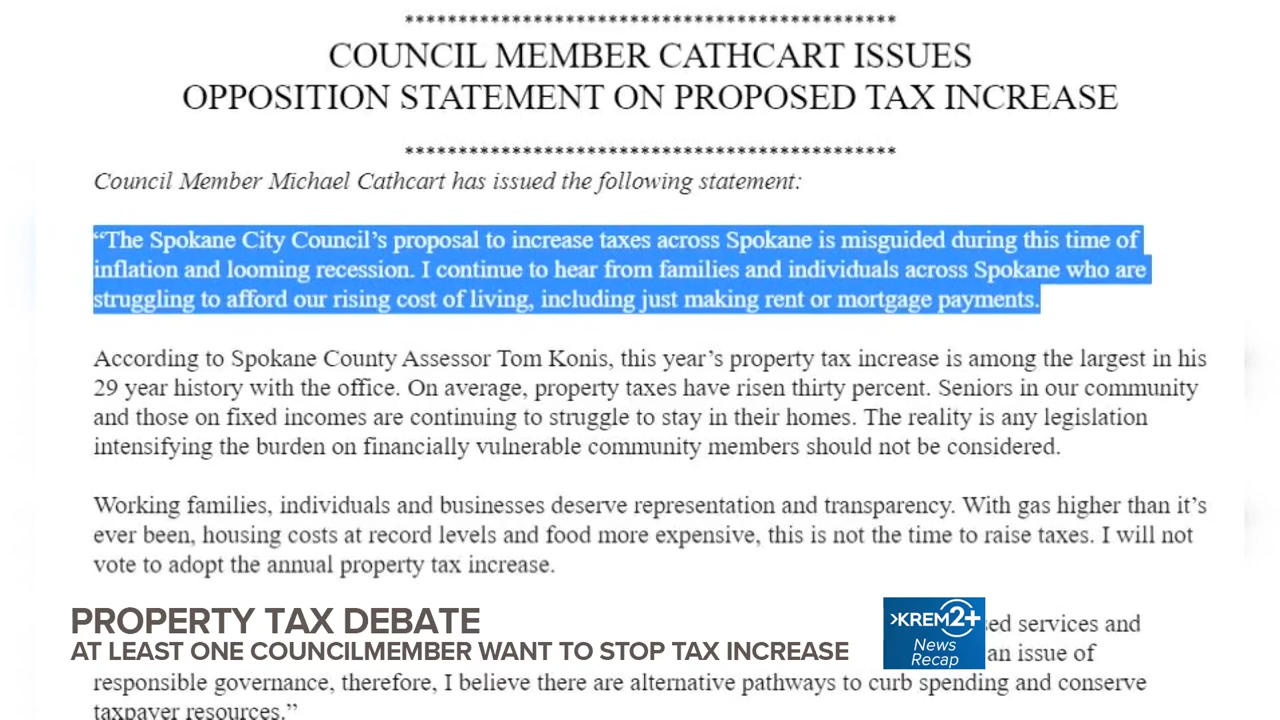 **********************************************
COUNCIL MEMBER CATHCART ISSUES
OPPOSITION STATEMENT ON PROPOSED TAX INCREASE
**********************************************
Council Member Michael Cathcart has issued the following statement:
“The Spokane City Council’s proposal to increase taxes across Spokane is misguided during this time of
inflation and looming recession. I continue to hear from families and individuals across Spokane who are
struggling to afford our rising cost of living, including just making rent or mortgage payments.
According to Spokane County Assessor Tom Konis, this year’s property tax increase is among the largest in his
29 year history with the office. On average, property taxes have risen thirty percent. Seniors in our community
and those on fixed incomes are continuing to struggle to stay in their homes. The reality is any legislation
intensifying the burden on financially vulnerable community members should not be considered.
Working families, individuals and businesses deserve representation and transparency. With gas higher than it’s
ever been, housing costs at record levels and food more expensive, this is not the time to raise taxes. I will not
vote to adopt the annual property tax increase.
services and
an issue of
responsible governance, therefore, I believe there are alternative pathways to curb spending and conserve
taxpayer resources.”
PROPERTY TAX DEBATE
AT LEAST ONE COUNCILMEMBER WANT TO STOP TAX INCREASE
KREM2+
News
Recap